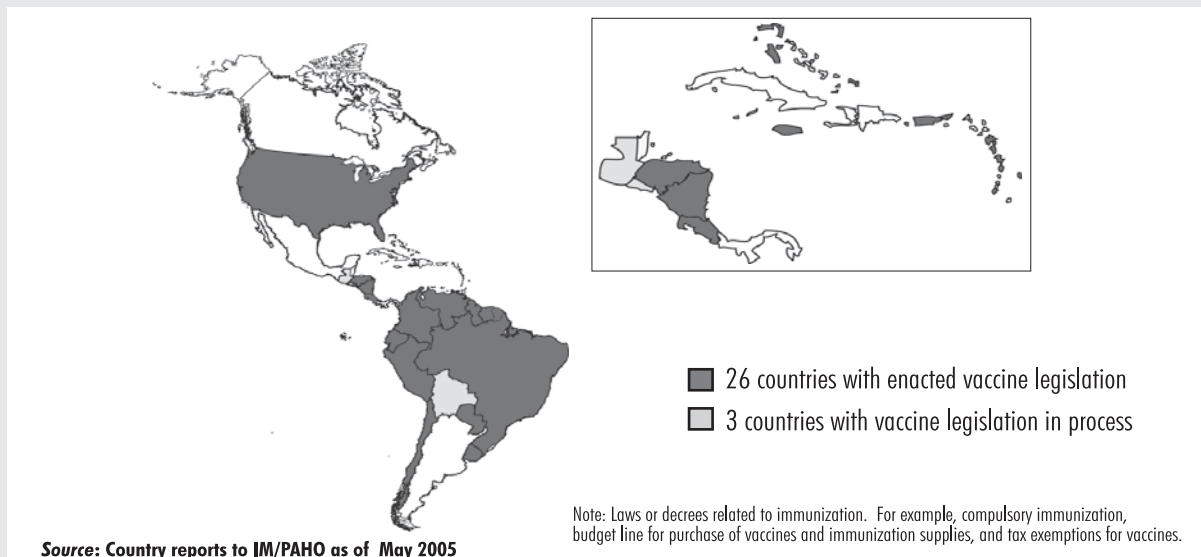 26 countries with enacted vaccine legislation
3 countries with vaccine legislation in process
Note: Laws or decrees related to immunization. For example, compulsory immunization,
budget line for purchase of vaccines and immunization supplies, and tax exemptions for vaccines.
Source: Country reports to IM/PAHO as of May 2005